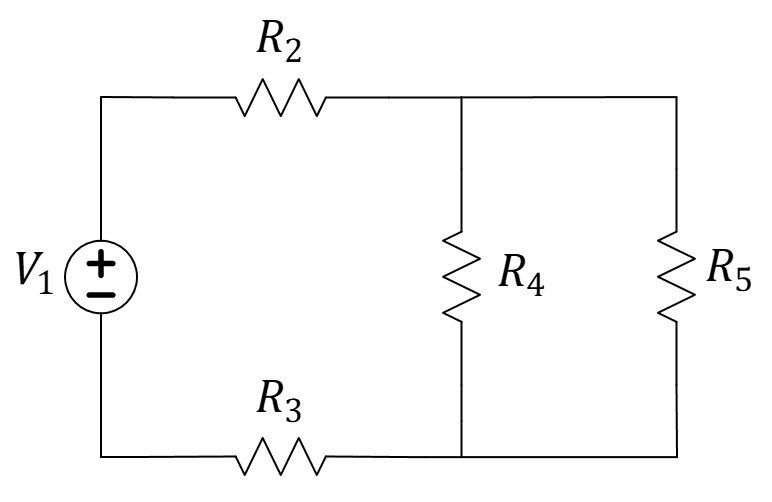 R₂
V₁
+
−
R₄
R₅
R₃